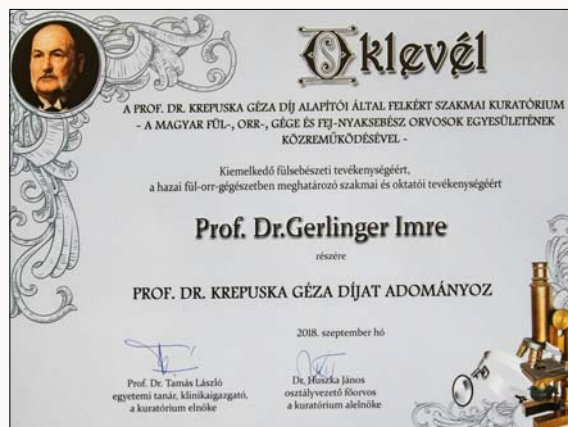 Oklevél
A PROF. DR. KREPUSKA GÉZA DÍJ ALAPÍTÓI ÁLTAL FELKÉRT SZAKMAI KURATÓRIUM
- A MAGYAR FÜL-, ORR-, GÉGE ÉS FEJ-NYAKSEBÉSZ ORVOSOK EGYESÜLETÉNEK
KÖZREMŰKÖDÉSÉVEL -
Kiemelkedő fülsebészeti tevékenységéért,
a hazai fül-orr-gégészetben meghatározó szakmai és oktatói tevékenységéért
Prof. Dr.Gerlinger Imre
részére
PROF. DR. KREPUSKA GÉZA DÍJAT ADOMÁNYOZ
2018. szeptember hó
Prof. Dr. Tamás László
egyetemi tanár, klinikaigazgató,
a kuratórium elnöke
Dr. Huszka János
osztályvezető főorvos
a kuratórium alelnöke